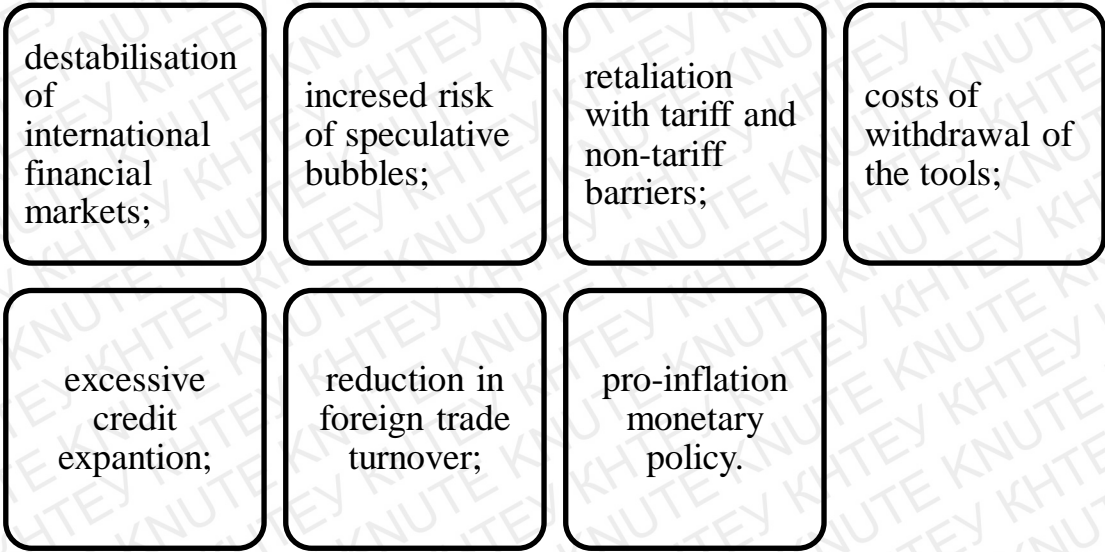 destabilisation
of
international
financial
markets;
incresed risk
of speculative
bubbles;
retaliation
with tariff and
non-tariff
barriers;
costs of
withdrawal of
the tools;
excessive
credit
expantion;
reduction in
foreign trade
turnover;
pro-inflation
monetary
policy.